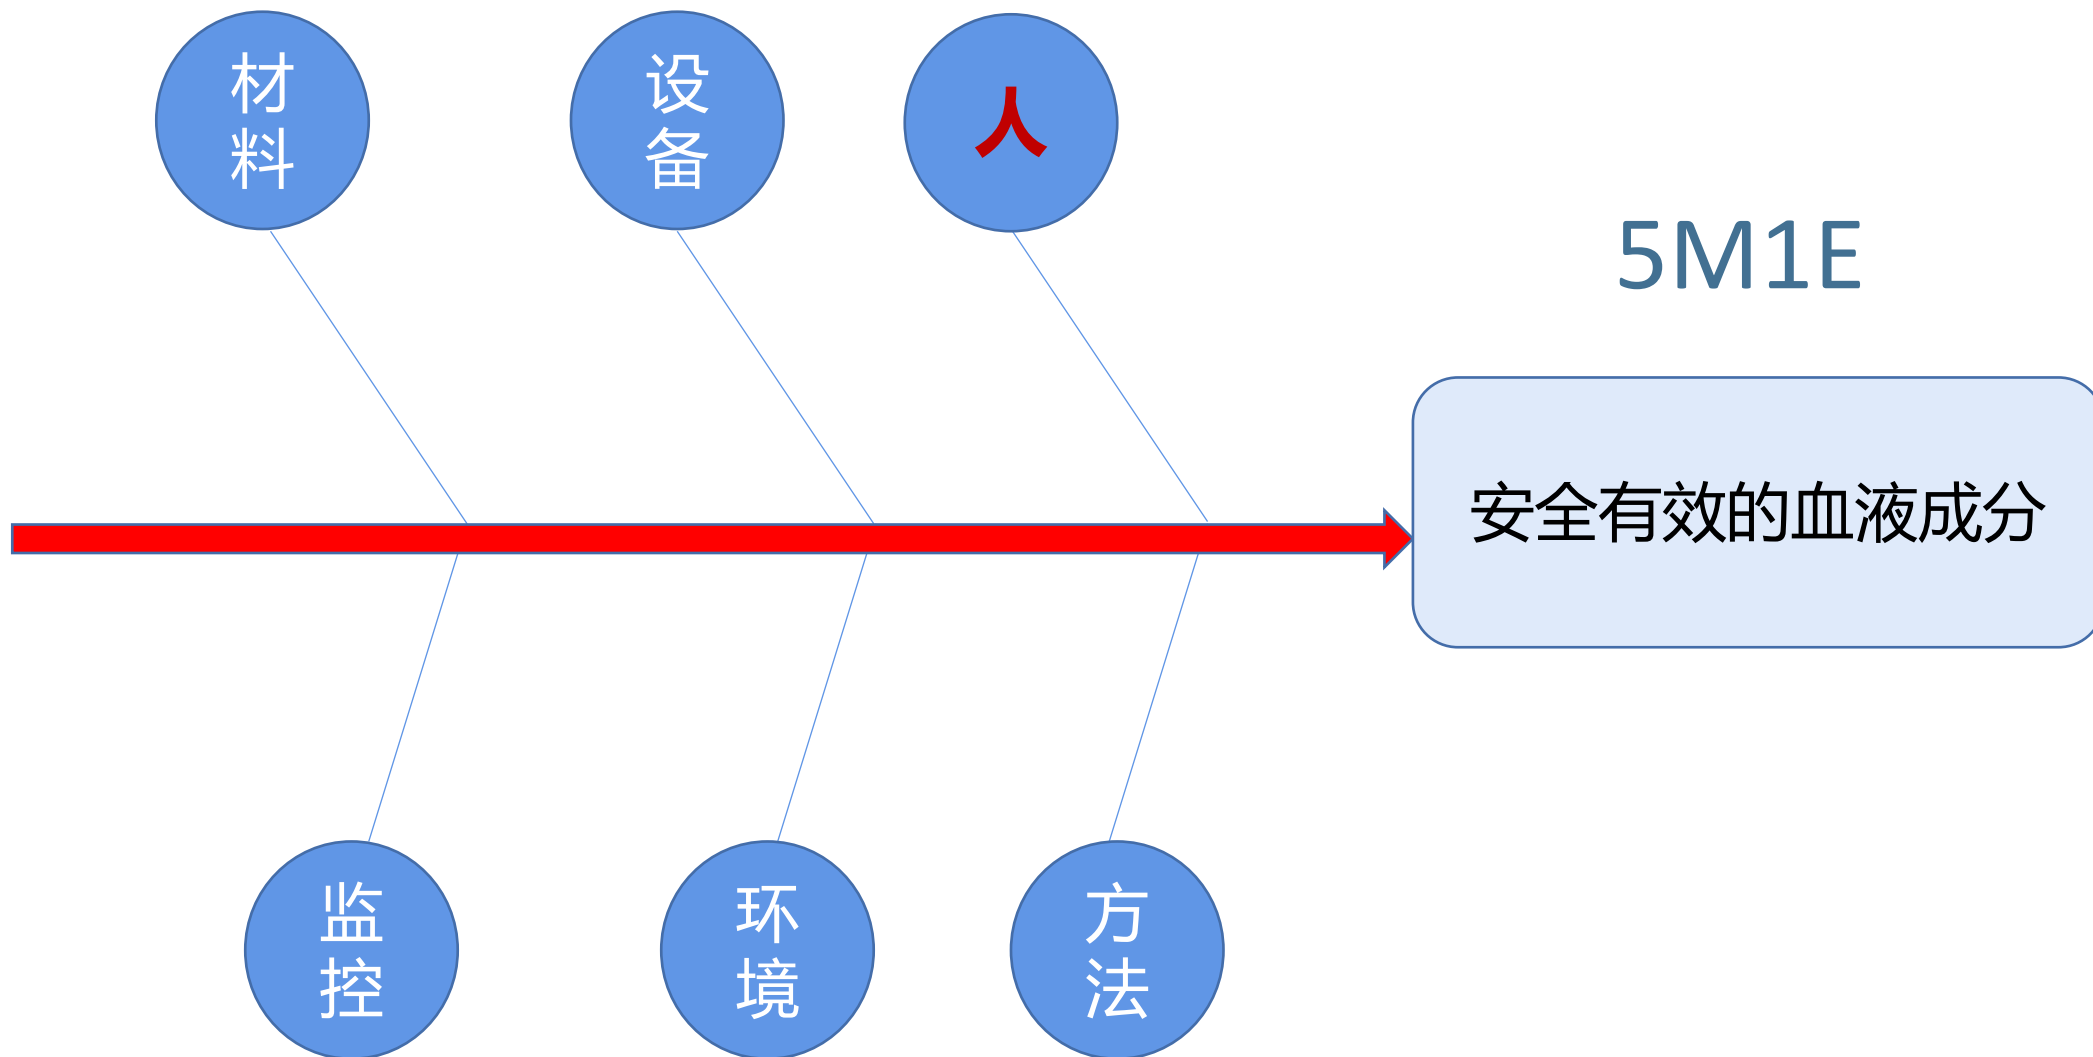 材
料
设
备
人
5M1E
安全有效的血液成分
监
控
环
境
方
法